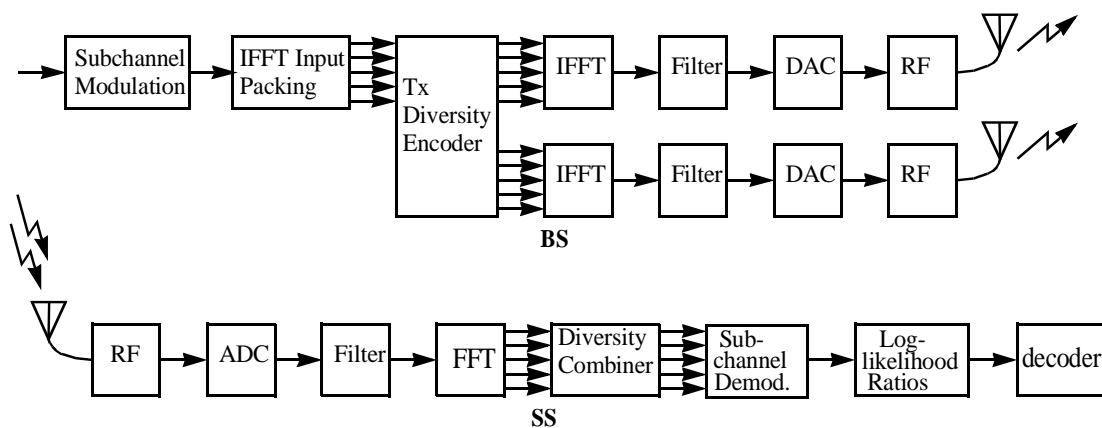 Subchannel
Modulation
IFFT Input
Packing
Tx
Diversity
Encoder
IFFT
Filter
DAC
RF
IFFT
Filter
DAC
RF
BS
RF
ADC
Filter
FFT
Diversity
Combiner
Sub-
channel
Demod.
Log-
likelihood
Ratios
decoder
SS